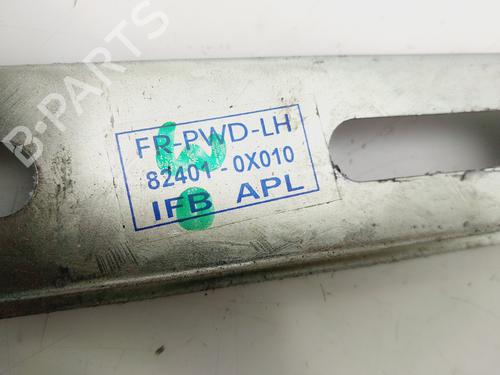 B-PARTS
FR-PWD-LH
82401-0X010
IFB APL